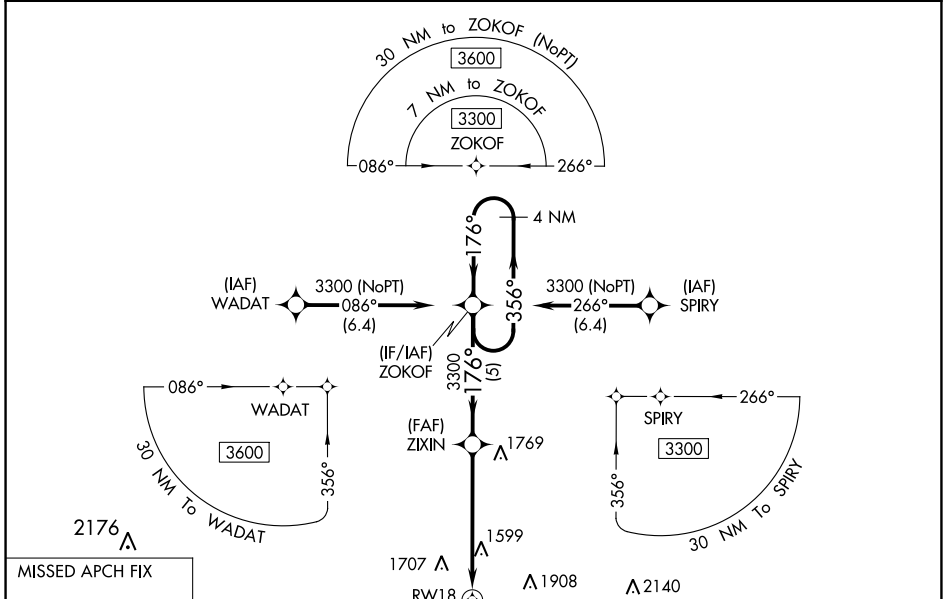 30 NM to ZOKOF (NoPT)
3600
7 NM to ZOKOF
3300
ZOKOF
086°
266°
4 NM
176°
356°
(IAF)
WADAT
3300 (NoPT)
086°
(6.4)
3300 (NoPT)
266°
(6.4)
(IAF)
SPIRY
(IF/IAF)
ZOKOF
3300
176°
(5)
086°
WADAT
3600
356°
30 NM To WADAT
(FAF)
ZIXIN
1769
266°
SPIRY
3300
356°
30 NM To SPIRY
2176
1599
1707
1908
2140
MISSED APCH FIX
RW18